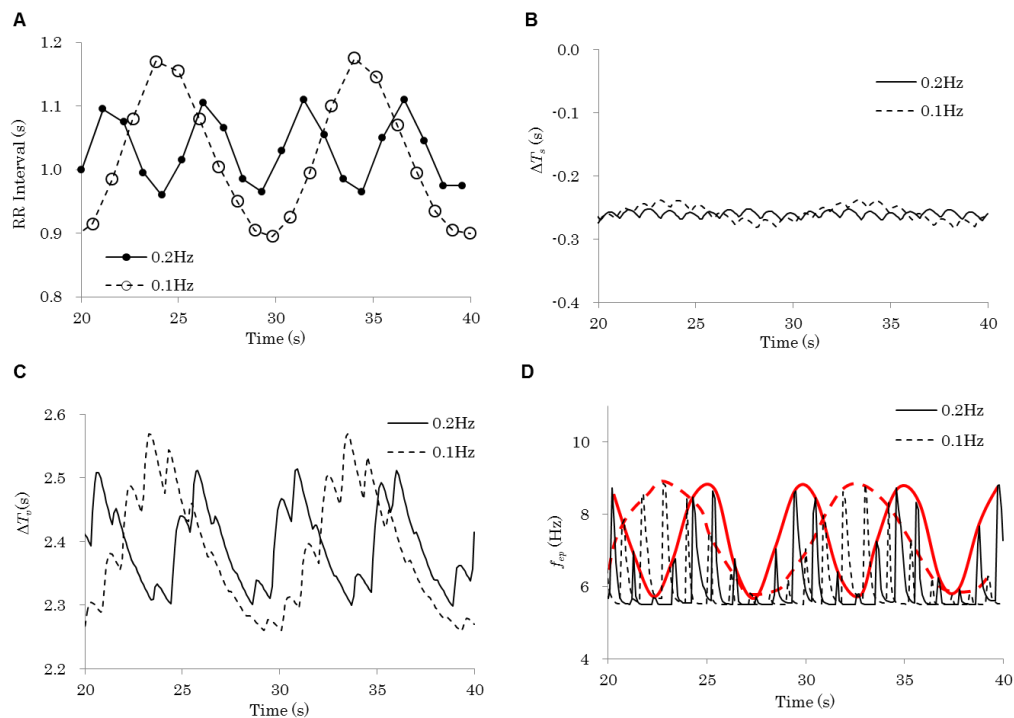 A
1.2
1.1
1.0
0.9
0.8
RR Interval (s)
0.2Hz
0.1Hz
20
25
30
35
40
Time (s)
B
0.0
-0.1
-0.2
-0.3
-0.4
ΔTs (s)
0.2Hz
0.1Hz
20
25
30
35
40
Time (s)
C
2.6
2.5
2.4
2.3
2.2
ΔTv(s)
0.2Hz
0.1Hz
20
25
30
35
40
Time (s)
D
10
8
6
4
fep (Hz)
0.2Hz
0.1Hz
20
25
30
35
40
Time (s)